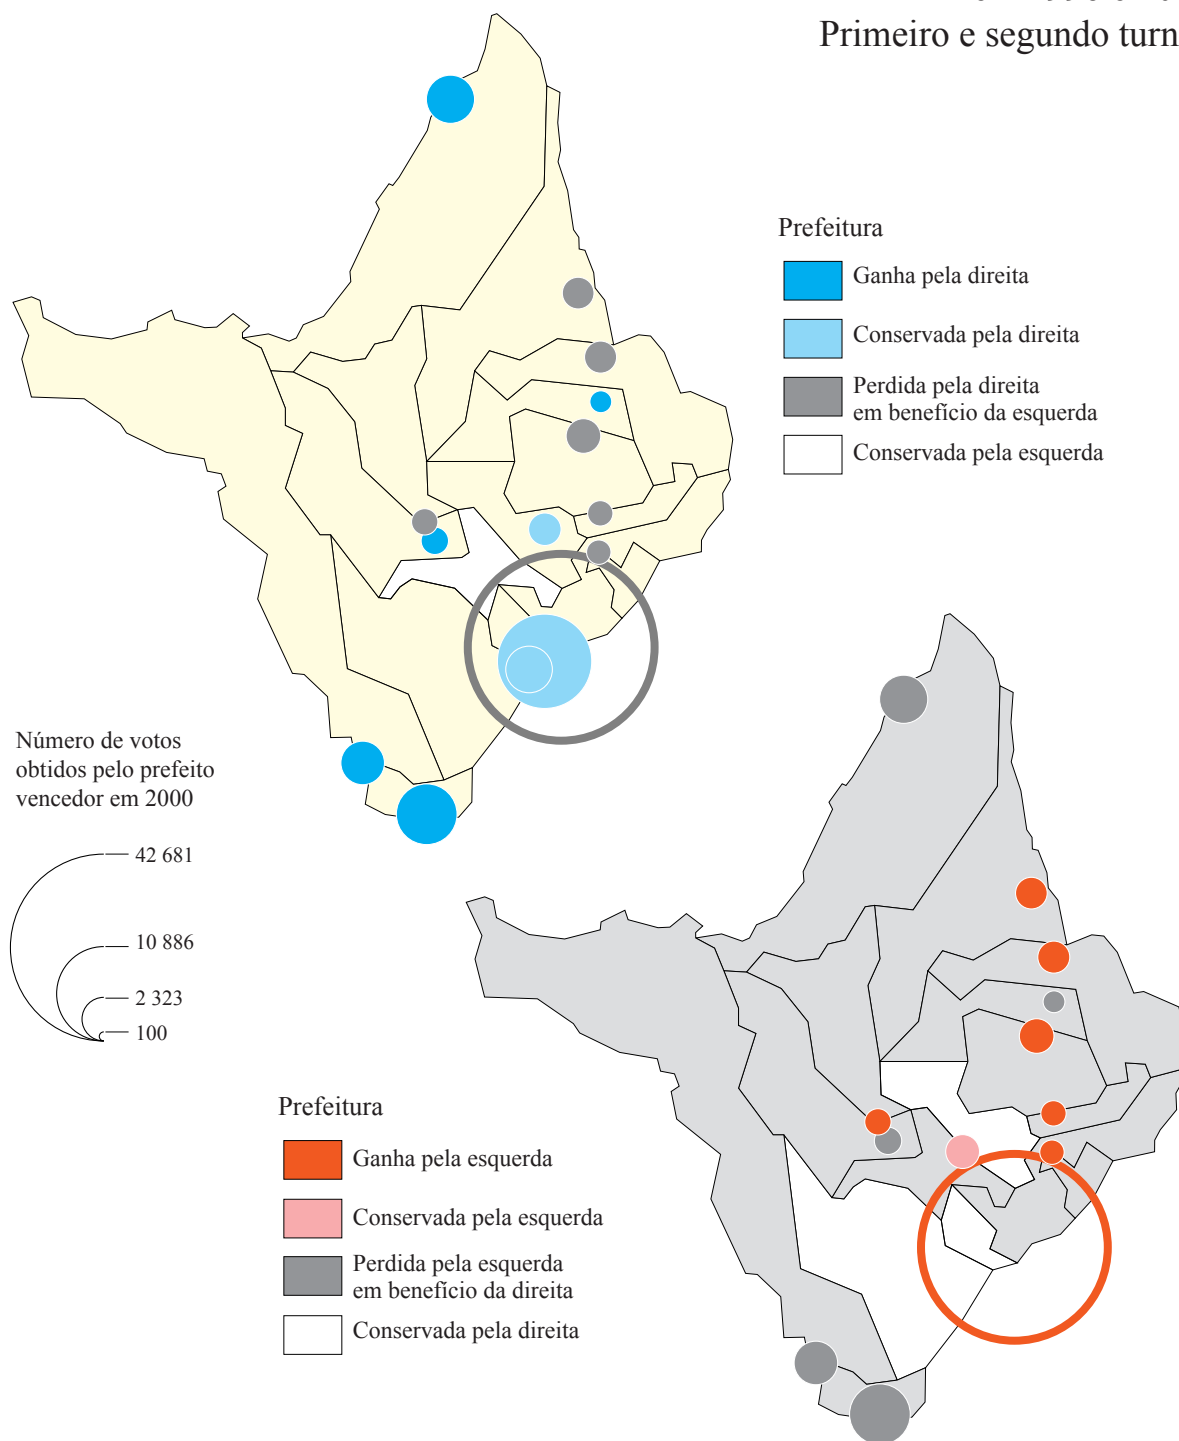 Primeiro e segundo turn
Prefeitura
Ganha pela direita
Conservada pela direita
Perdida pela direita
em benefício da esquerda
Conservada pela esquerda
Número de votos
obtidos pelo prefeito
vencedor em 2000
42 681
10 886
2 323
100
Prefeitura
Ganha pela esquerda
Conservada pela esquerda
Perdida pela esquerda
em benefício da direita
Conservada pela direita